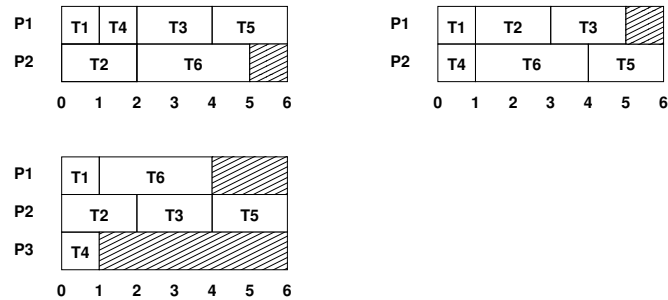 P1 T1 T4 T3 T5
P2 T2 T6
0 1 2 3 4 5 6
P1 T1 T2 T3
P2 T4 T6 T5
0 1 2 3 4 5 6
P1 T1 T6
P2 T2 T3 T5
P3 T4
0 1 2 3 4 5 6